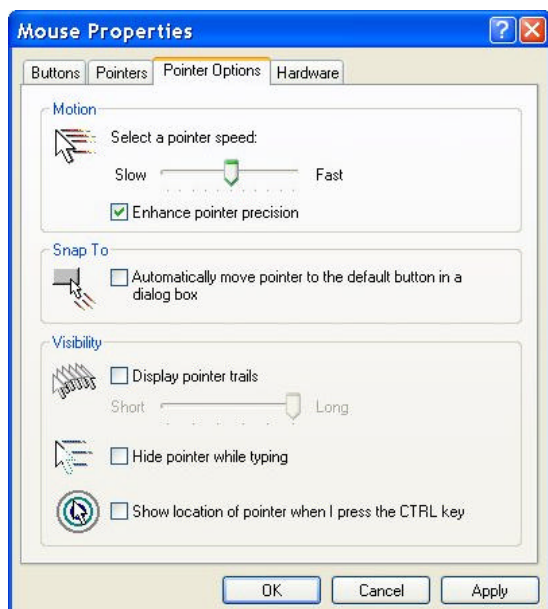 Mouse Properties
Buttons Pointers Pointer Options Hardware
Motion
Select a pointer speed:
Slow Fast
Enhance pointer precision
Snap To
Automatically move pointer to the default button in a
dialog box
Visibility
Display pointer trails
Short Long
Hide pointer while typing
Show location of pointer when I press the CTRL key
OK Cancel Apply